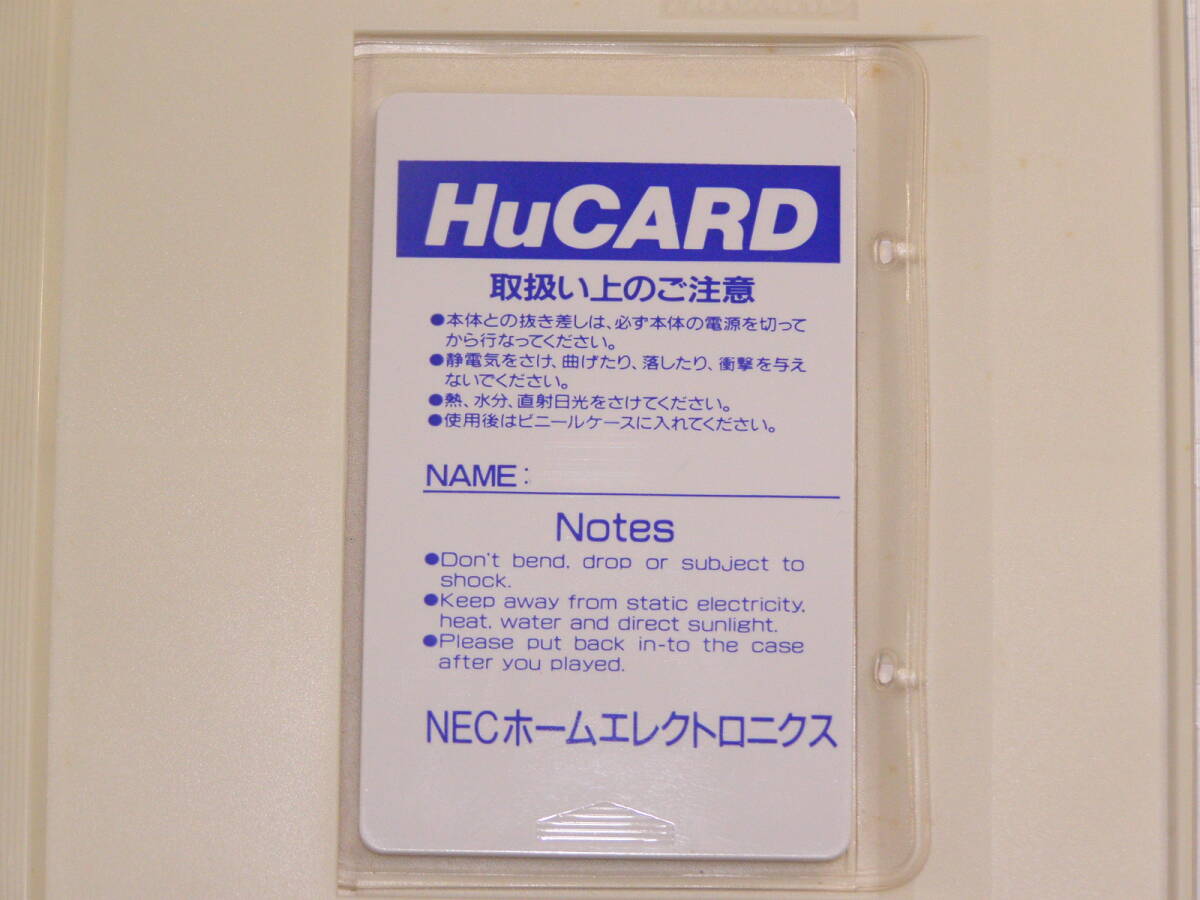 HuCARD
取扱い上のご注意
●本体との抜き差しは、必ず本体の電源を切って
から行なってください。
●静電気をさけ、曲げたり、落したり、衝撃を与え
ないでください。
●熱、水分、直射日光をさけてください。
●使用後はビニールケースに入れてください。
NAME:
Notes
●Don't bend, drop or subject to
shock.
●Keep away from static electricity,
heat, water and direct sunlight.
●Please put back in-to the case
after you played.
NECホームエレクトロニクス